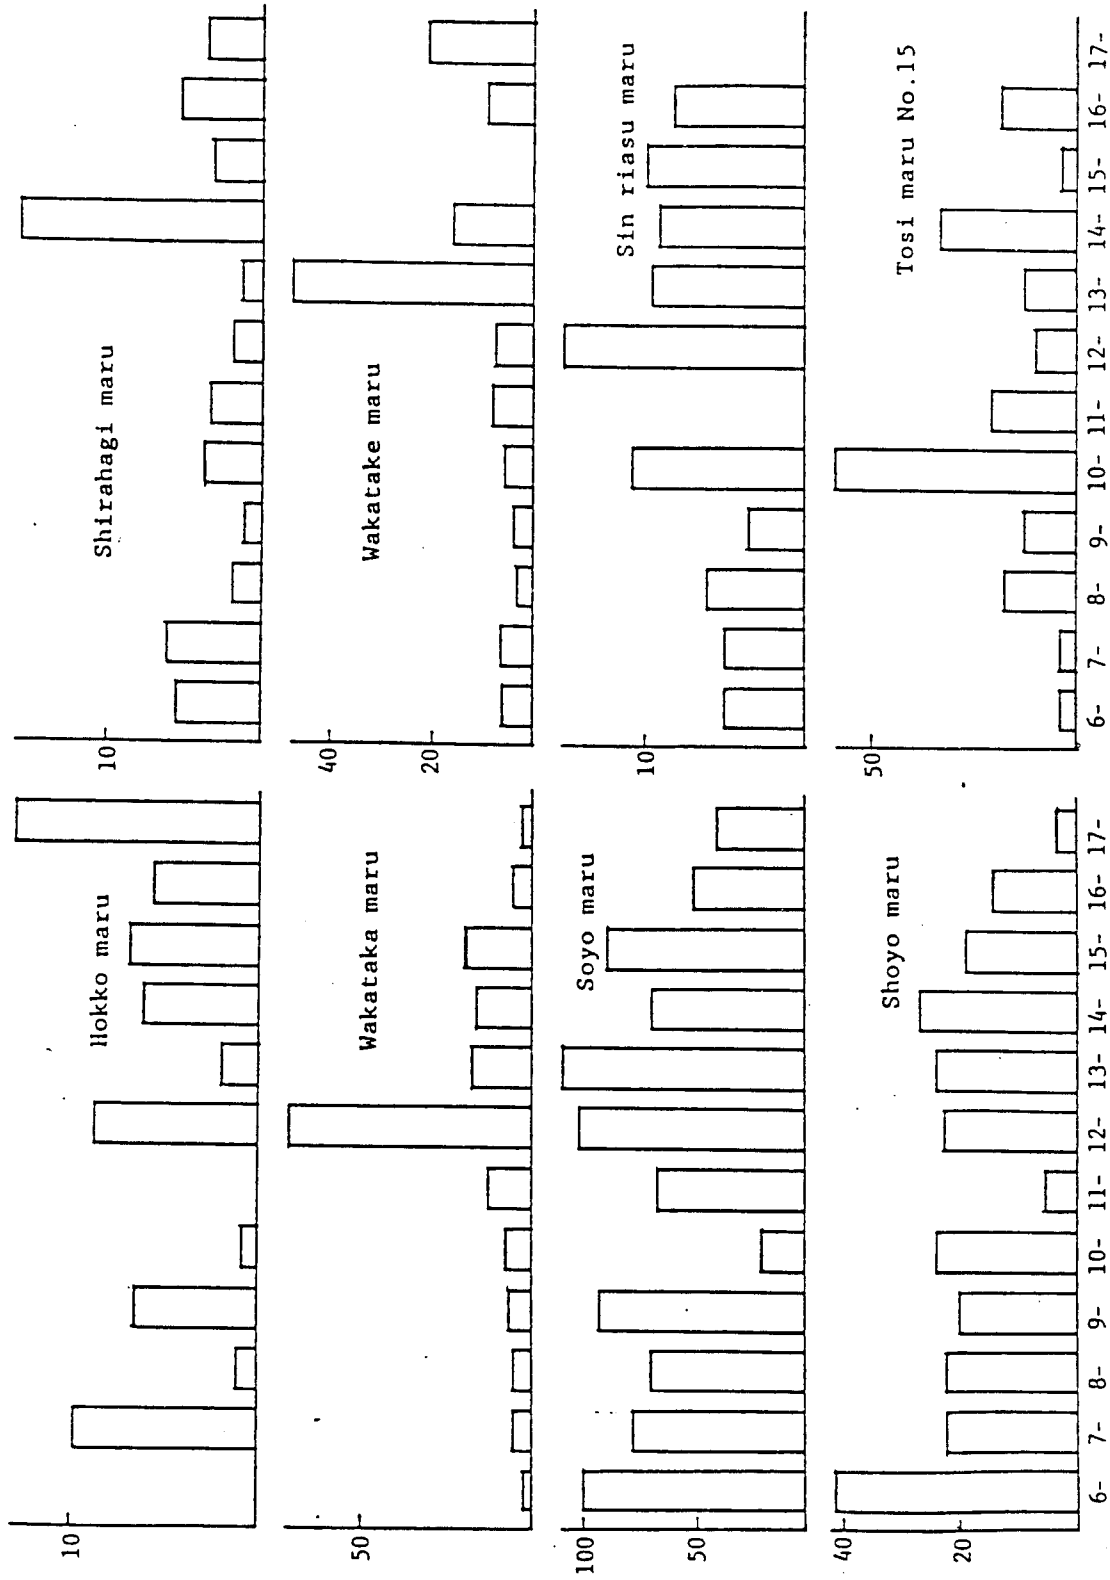 Hokko maru
10
Shirahagi maru
10
Wakataka maru
50
Wakatake maru
40
20
Soyo maru
100
50
Sin riasu maru
10
Shoyo maru
40
20
6- 7- 8- 9- 10- 11- 12- 13- 14- 15- 16- 17-
Tosi maru No.15
50
6- 7- 8- 9- 10- 11- 12- 13- 14- 15- 16- 17-